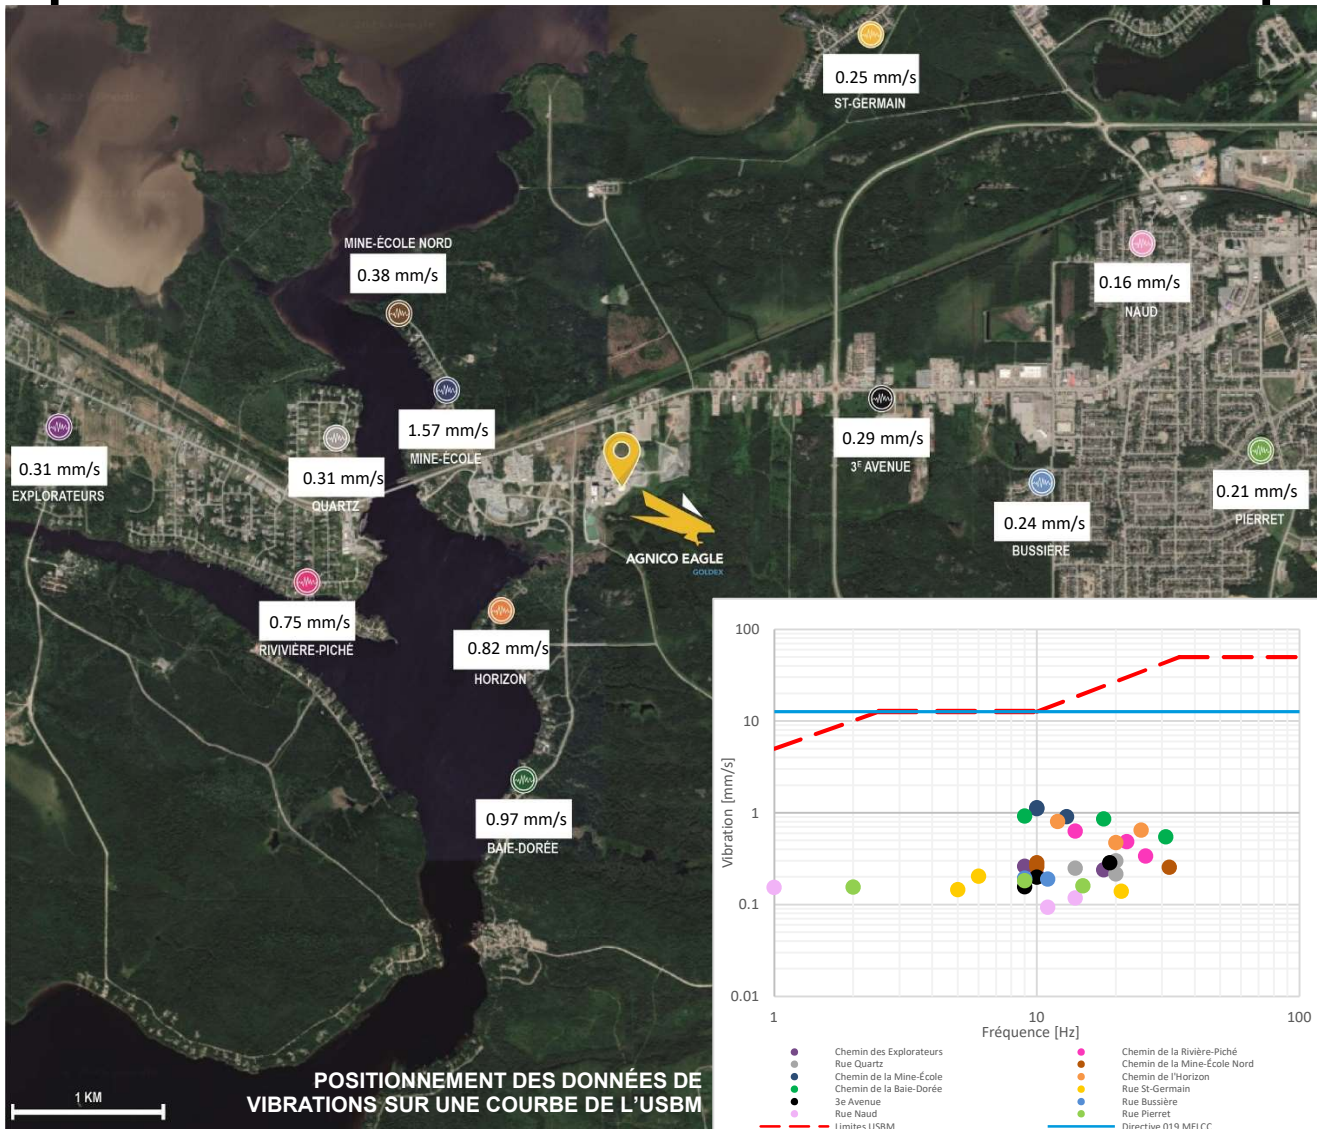 0.25 mm/s
ST-GERMAIN
MINE-ÉCOLE NORD
0.38 mm/s
0.16 mm/s
NAUD
1.57 mm/s
MINE-ÉCOLE
0.31 mm/s
EXPLORATEURS
0.31 mm/s
QUARTZ
0.29 mm/s
3E AVENUE
0.21 mm/s
PIERRET
0.24 mm/s
BUSSIÈRE
AGNICO EAGLE
GOLDEX
0.75 mm/s
RIVIVIÈRE-PICHÉ
0.82 mm/s
HORIZON
0.97 mm/s
BAIE-DORÉE
1 KM
POSITIONNEMENT DES DONNÉES DE
VIBRATIONS SUR UNE COURBE DE L'USBM
Vibration [mm/s]
100
10
1
0.1
0.01
1
10
100
Fréquence [Hz]
Chemin des Explorateurs
Chemin de la Rivière-Piché
Rue Quartz
Chemin de la Mine-École Nord
Chemin de la Mine-École
Chemin de l'Horizon
Chemin de la Baie-Dorée
Rue St-Germain
3e Avenue
Rue Bussière
Rue Naud
Rue Pierret
Limites USBM
Directive 019 MELCC